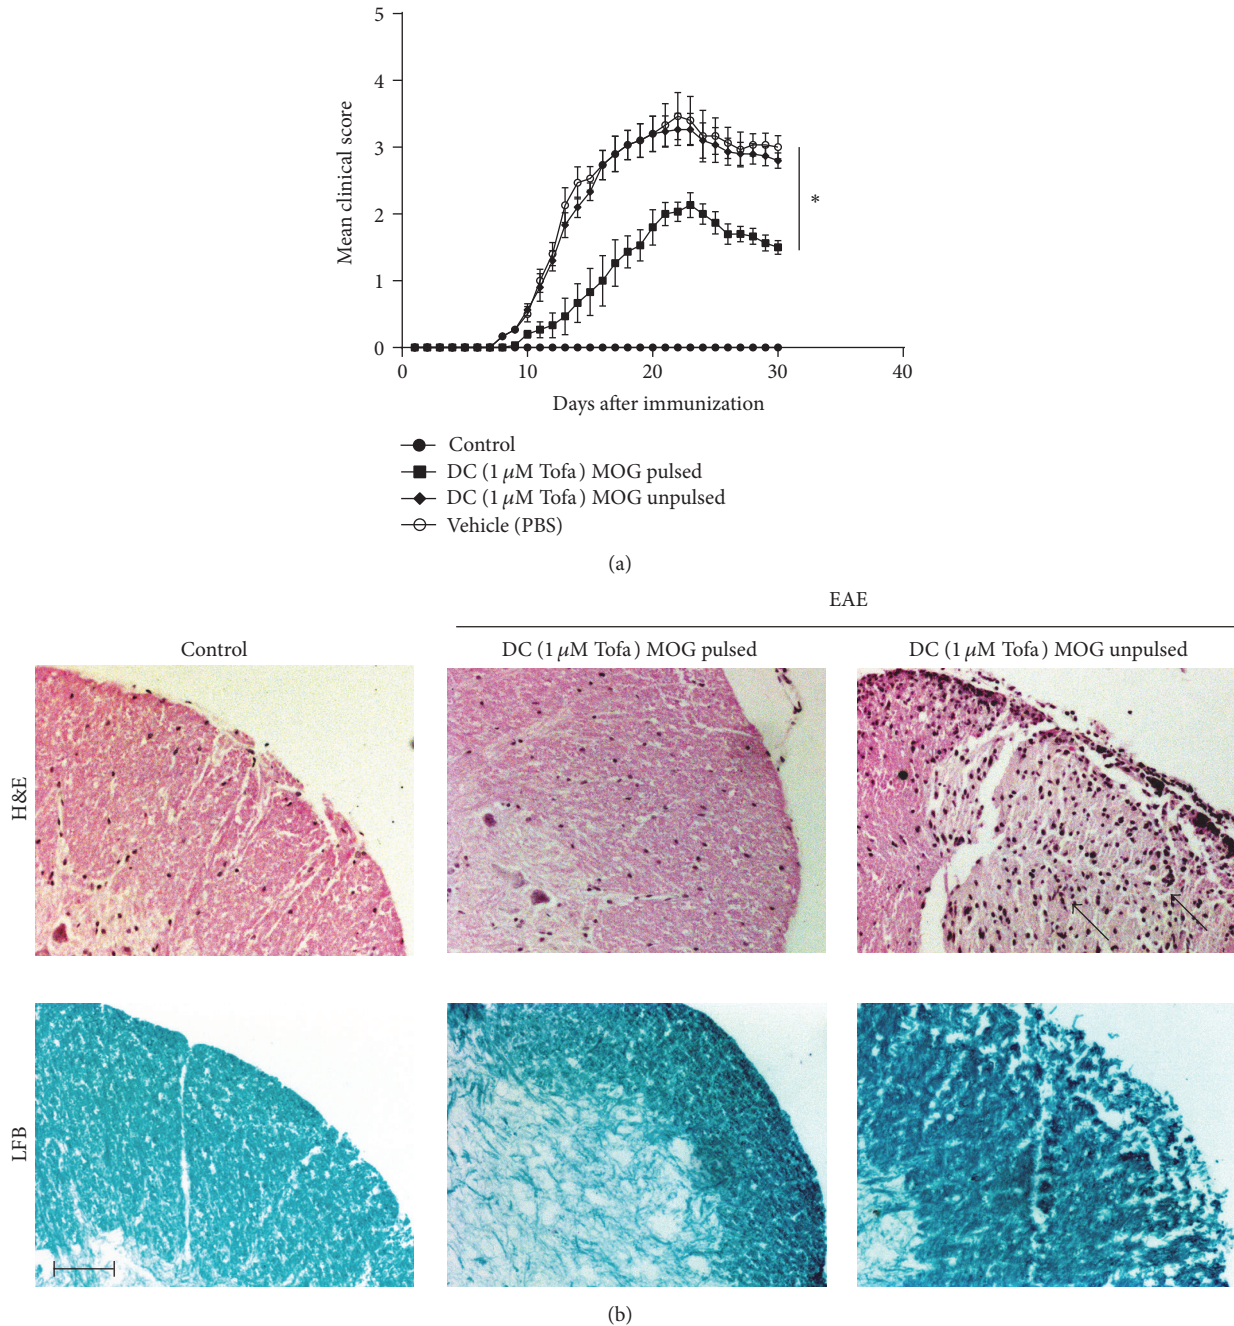 5
4
3
2
1
0
Mean clinical score
*
0 10 20 30 40
Days after immunization
Control
DC (1 μM Tofa) MOG pulsed
DC (1 μM Tofa) MOG unpulsed
Vehicle (PBS)
(a)
EAE
Control DC (1 μM Tofa) MOG pulsed DC (1 μM Tofa) MOG unpulsed
H&E
LFB
(b)